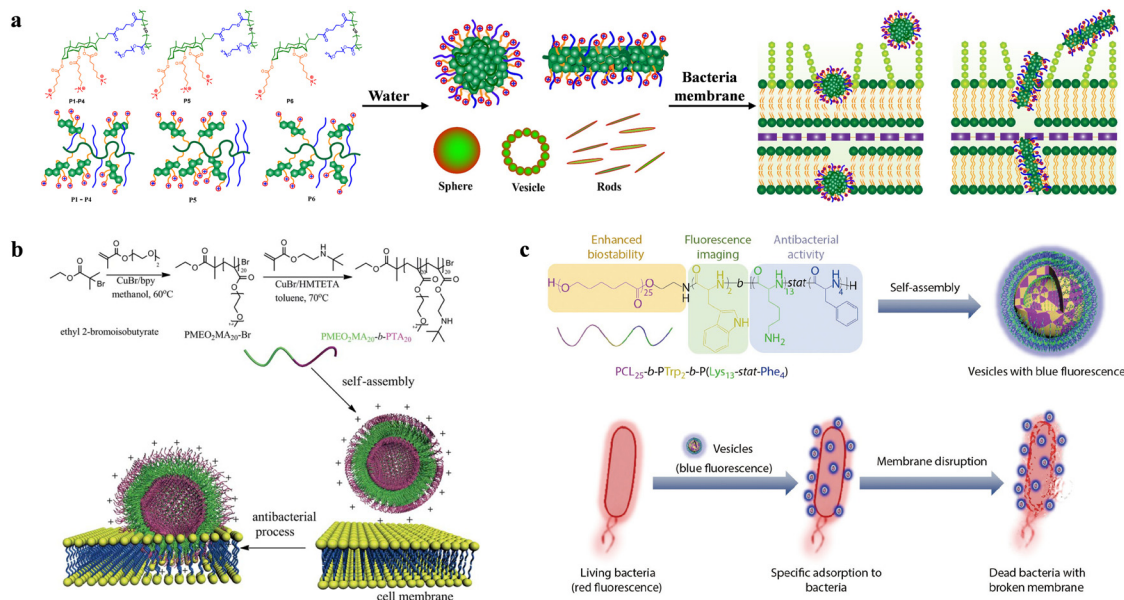 a
P1-P4
P5
P6
P1 ~ P4
P5
P6
Water
Sphere
Vesicle
Rods
Bacteria
membrane
b
CuBr/bpy
methanol, 60°C
CuBr/HMTETA
toluene, 70°C
ethyl 2-bromoisobutyrate
PMEO₂MA₂₀-Br
PMEO₂MA₂₀-b-PTA₂₀
self-assembly
antibacterial
process
cell membrane
c
Enhanced
biostability
Fluorescence
imaging
Antibacterial
activity
Self-assembly
PCL₂₅-b-PTrp₂-b-P(Lys₁₃-stat-Phe₄)
Vesicles with blue fluorescence
Vesicles
(blue fluorescence)
Membrane disruption
Living bacteria
(red fluorescence)
Specific adsorption to
bacteria
Dead bacteria with
broken membrane